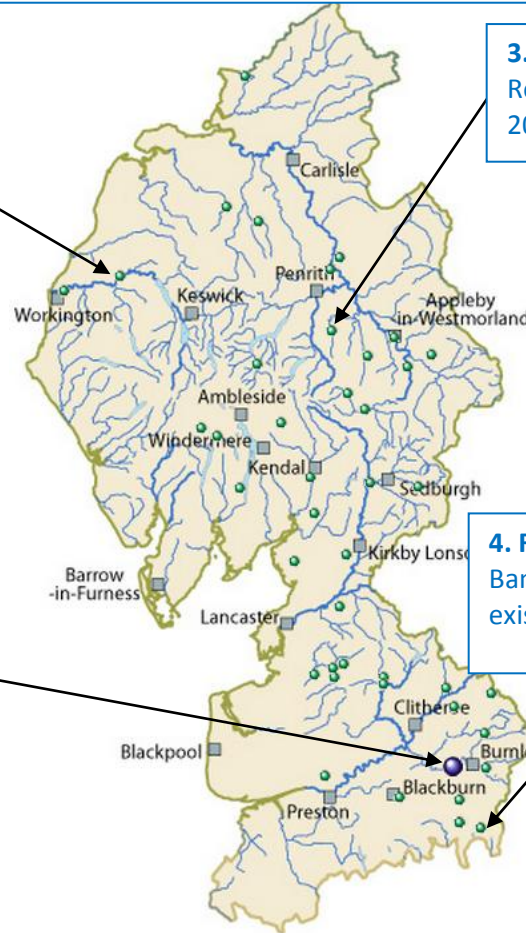 3.
Carlisle
Penrith
Workington
Keswick
Appleby
in-Westmorland
Ambleside
Windermere
Kendal
Sedburgh
4.
Kirkby
Barrow
-in-Furness
Lancaster
Clitheroe
Blackpool
Blackburn
Preston